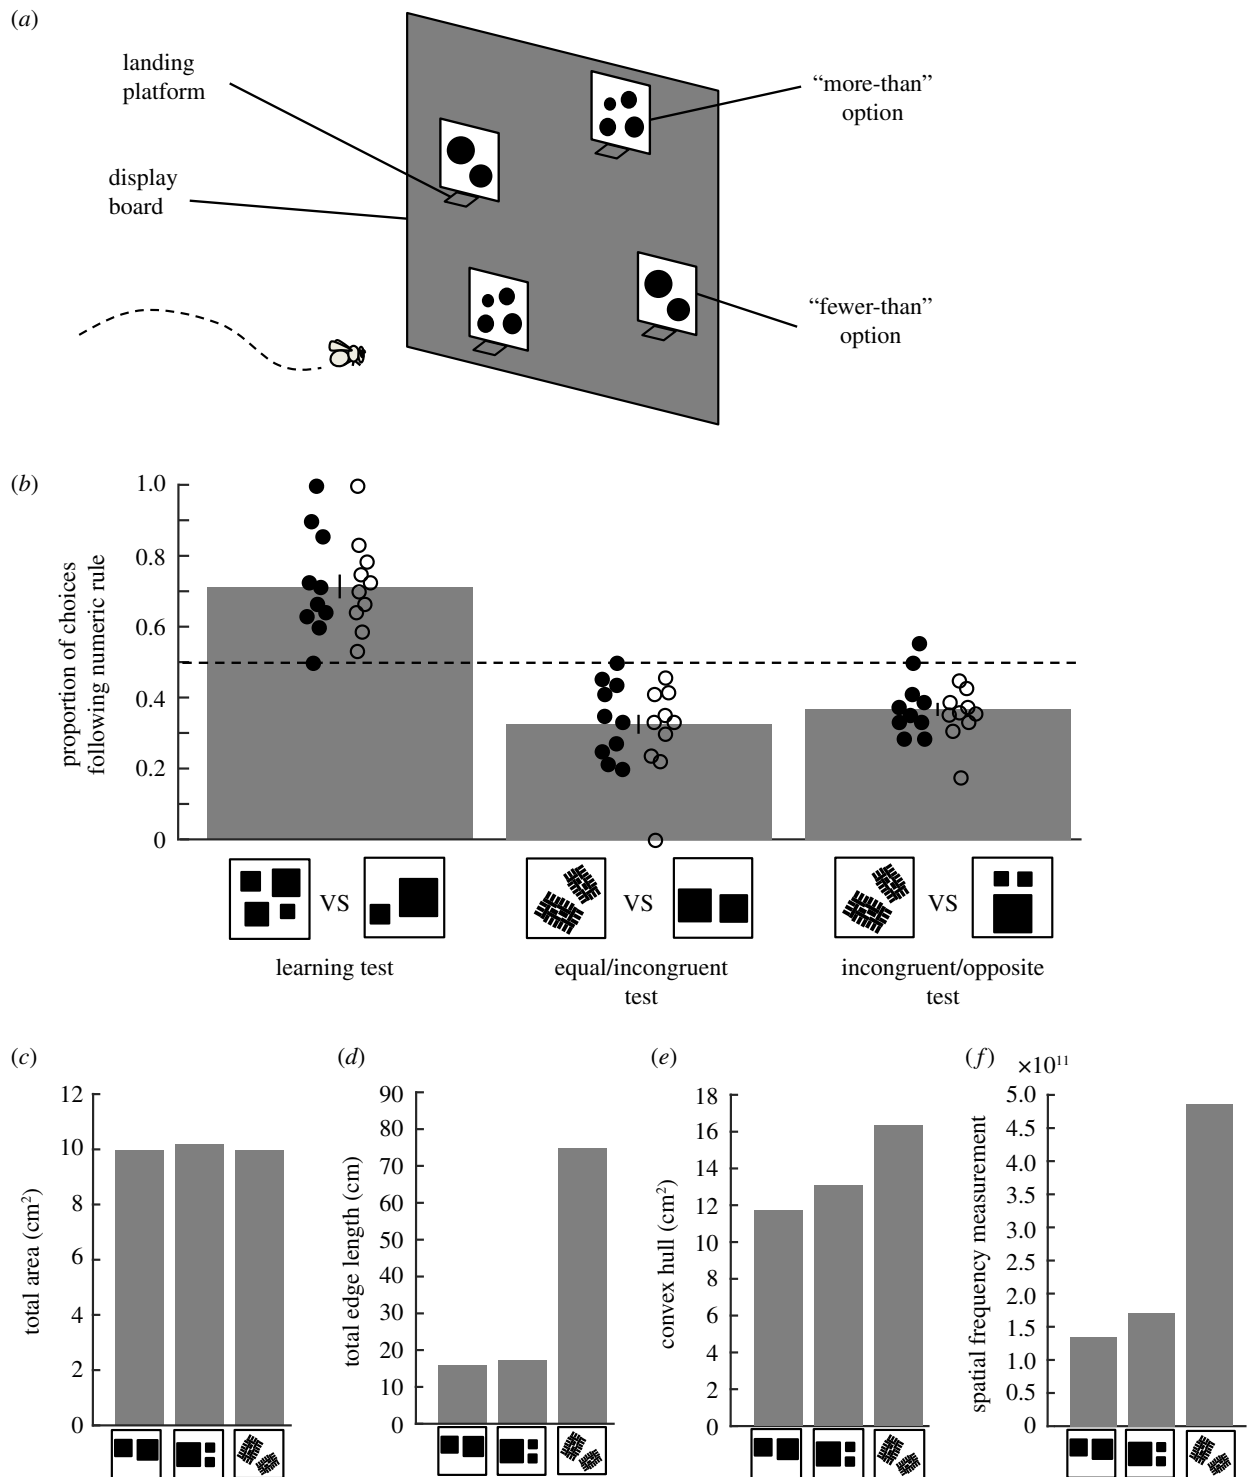 (a)
landing
platform
display
board
“more-than”
option
“fewer-than”
option
(b)
proportion of choices
following numeric rule
1.0
0.8
0.6
0.4
0.2
0
VS
VS
VS
learning test
equal/incongruent
test
incongruent/opposite
test
(c)
total area (cm²)
12
10
8
6
4
2
0
(d)
total edge length (cm)
90
80
70
60
50
40
30
20
10
0
(e)
convex hull (cm²)
18
16
14
12
12
8
6
4
2
0
(f)
×10¹¹
spatial frequency measurement
5.0
4.5
4.0
3.5
3.0
2.5
2.0
1.5
1.0
0.5
0